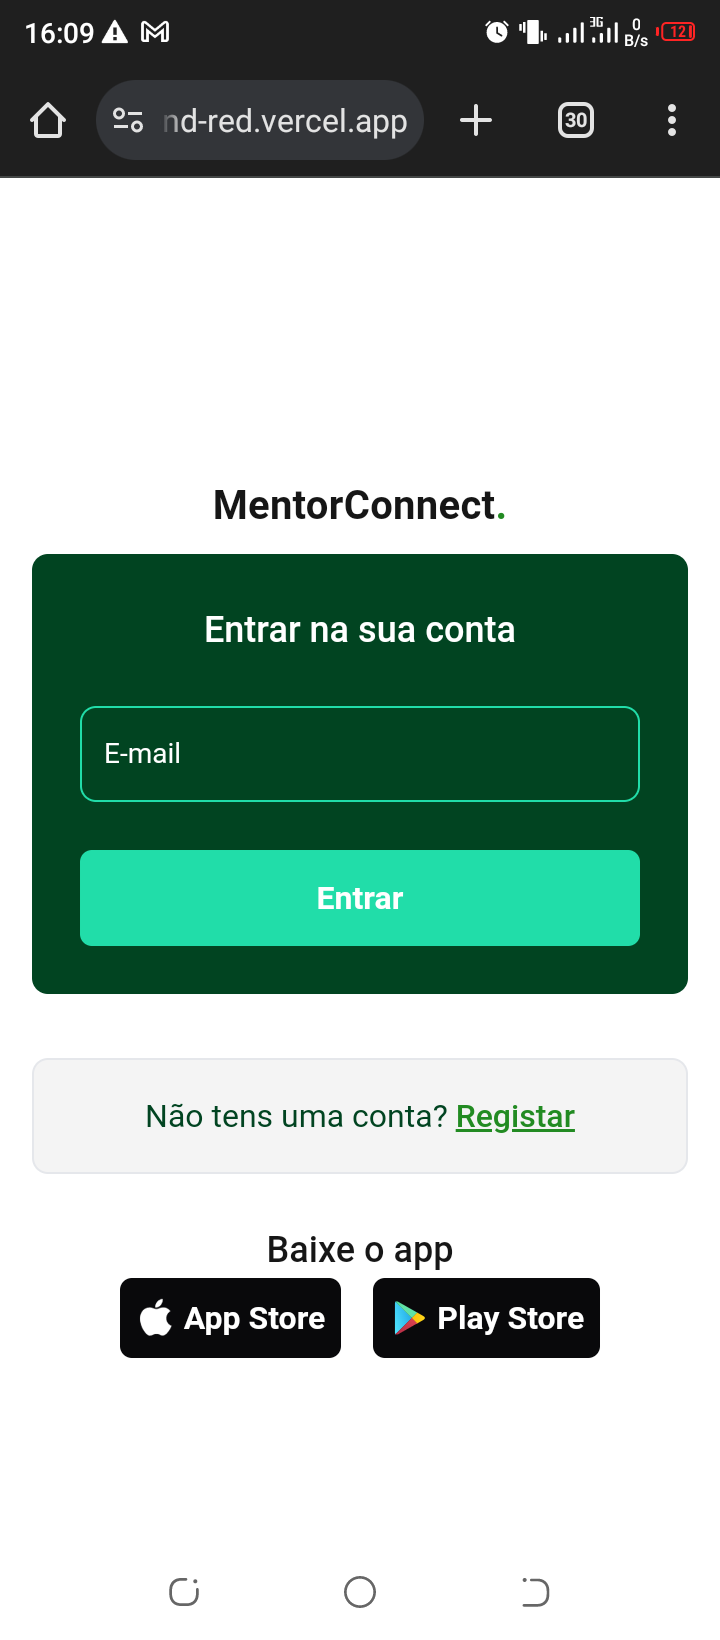 16:09
3G
0
B/s
12
nd-red.vercel.app
30
MentorConnect.
Entrar na sua conta
E-mail
Entrar
Não tens uma conta? Registar
Baixe o app
App Store
Play Store